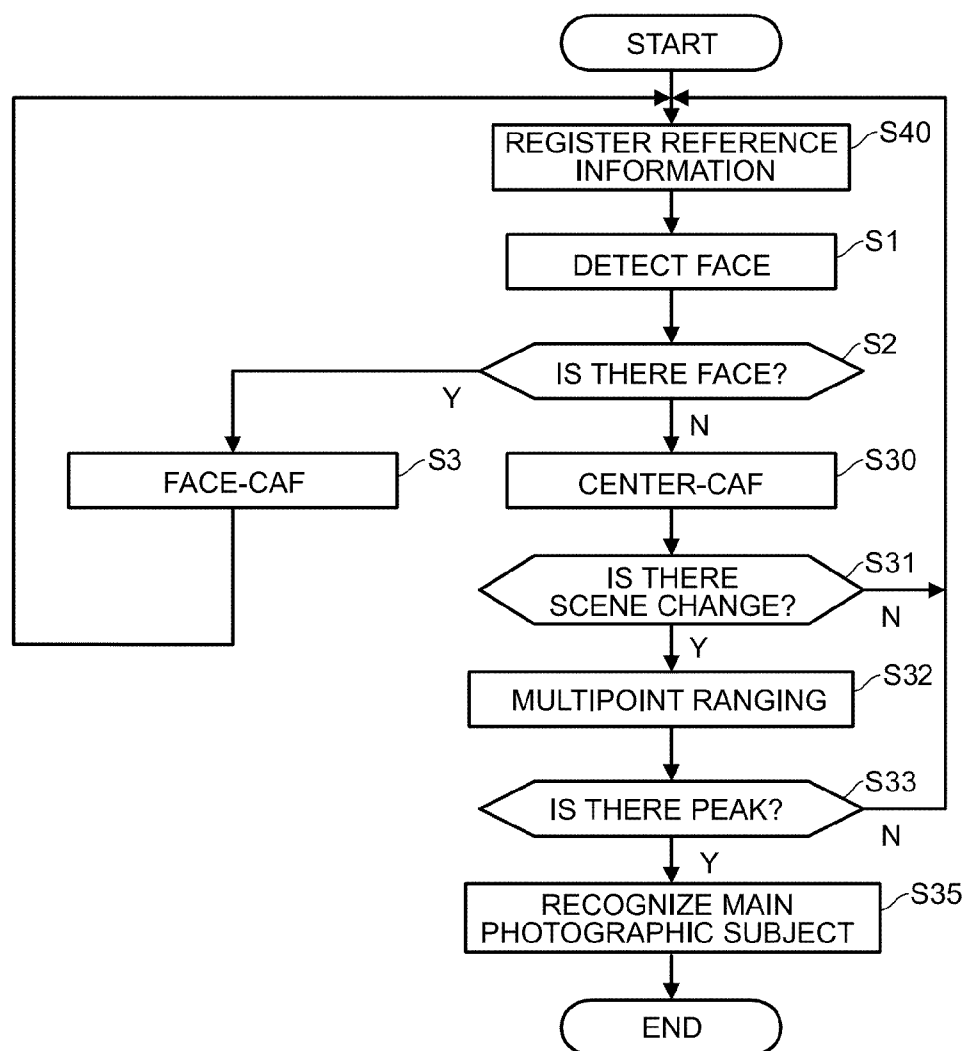 START
REGISTER REFERENCE
INFORMATION
S40
DETECT FACE
S1
IS THERE FACE?
S2
Y
N
FACE-CAF
S3
CENTER-CAF
S30
IS THERE
SCENE CHANGE?
S31
N
Y
MULTIPOINT RANGING
S32
IS THERE PEAK?
S33
N
Y
RECOGNIZE MAIN
PHOTOGRAPHIC SUBJECT
S35
END